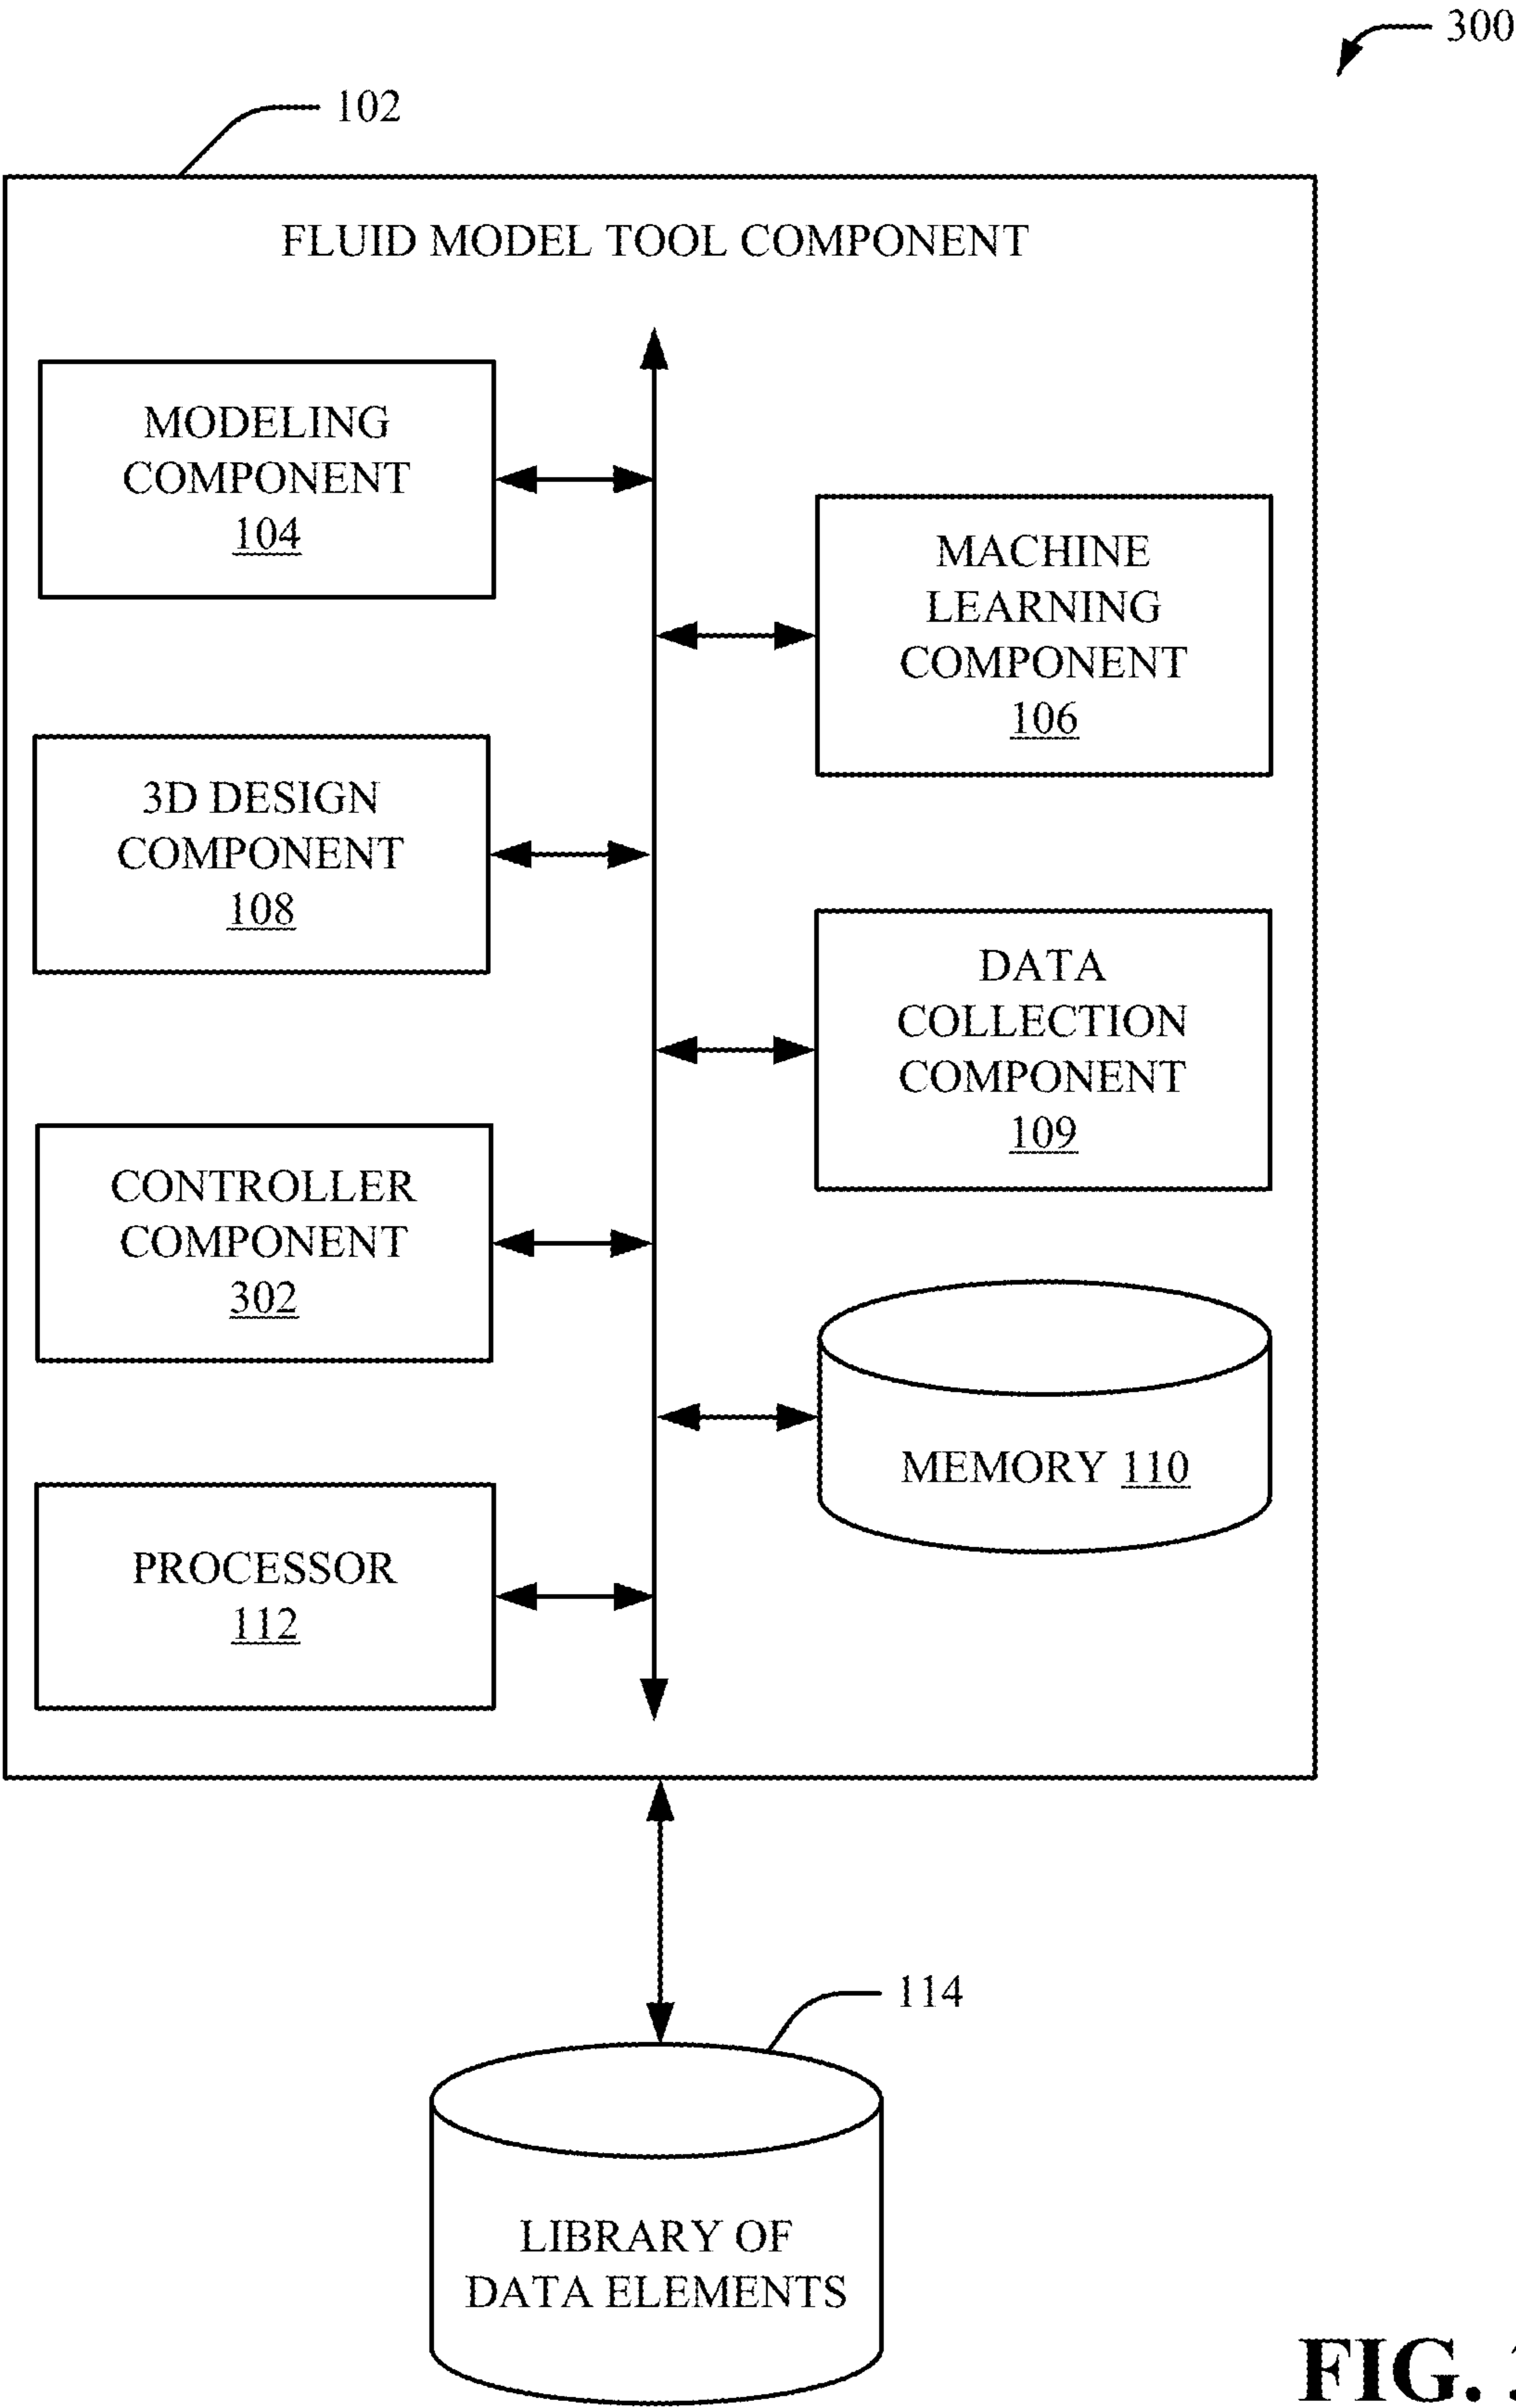 300
102
FLUID MODEL TOOL COMPONENT
MODELING
COMPONENT
104
MACHINE
LEARNING
COMPONENT
106
3D DESIGN
COMPONENT
108
DATA
COLLECTION
COMPONENT
109
CONTROLLER
COMPONENT
302
MEMORY 110
PROCESSOR
112
114
LIBRARY OF
DATA ELEMENTS
FIG.